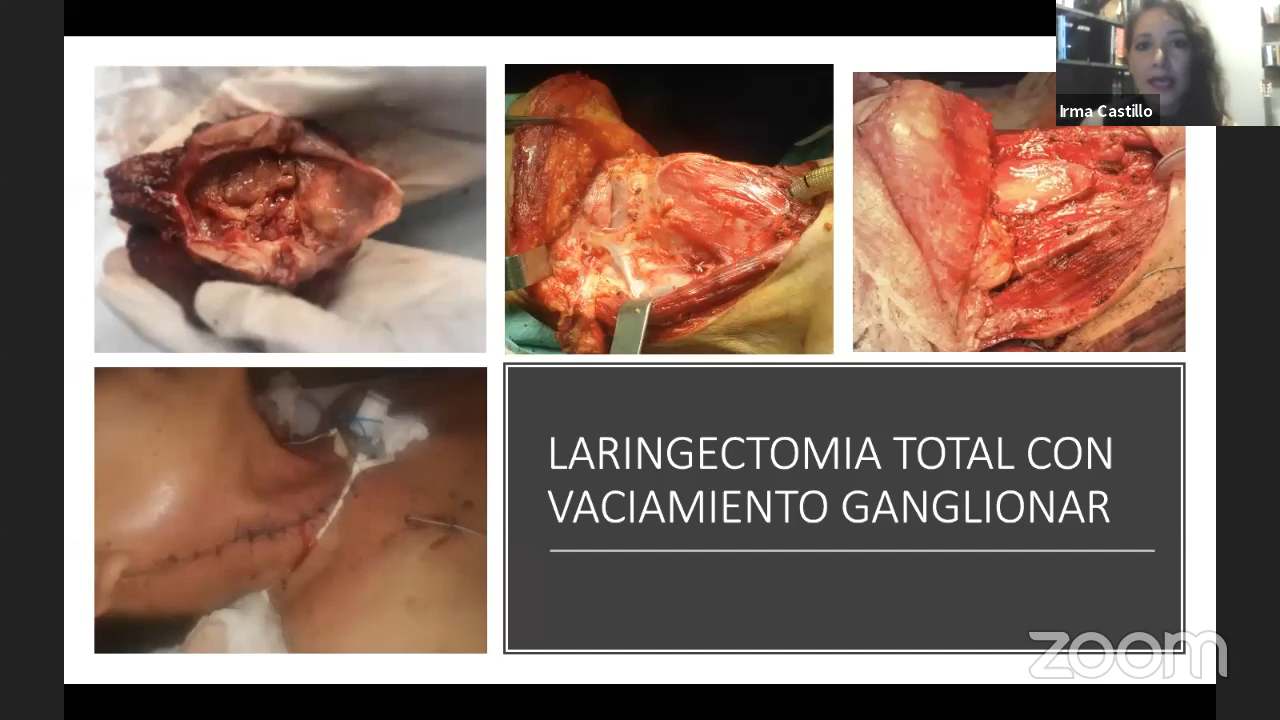 Irma Castillo
LARINGECTOMIA TOTAL CON
VACIAMIENTO GANGLIONAR
zoom